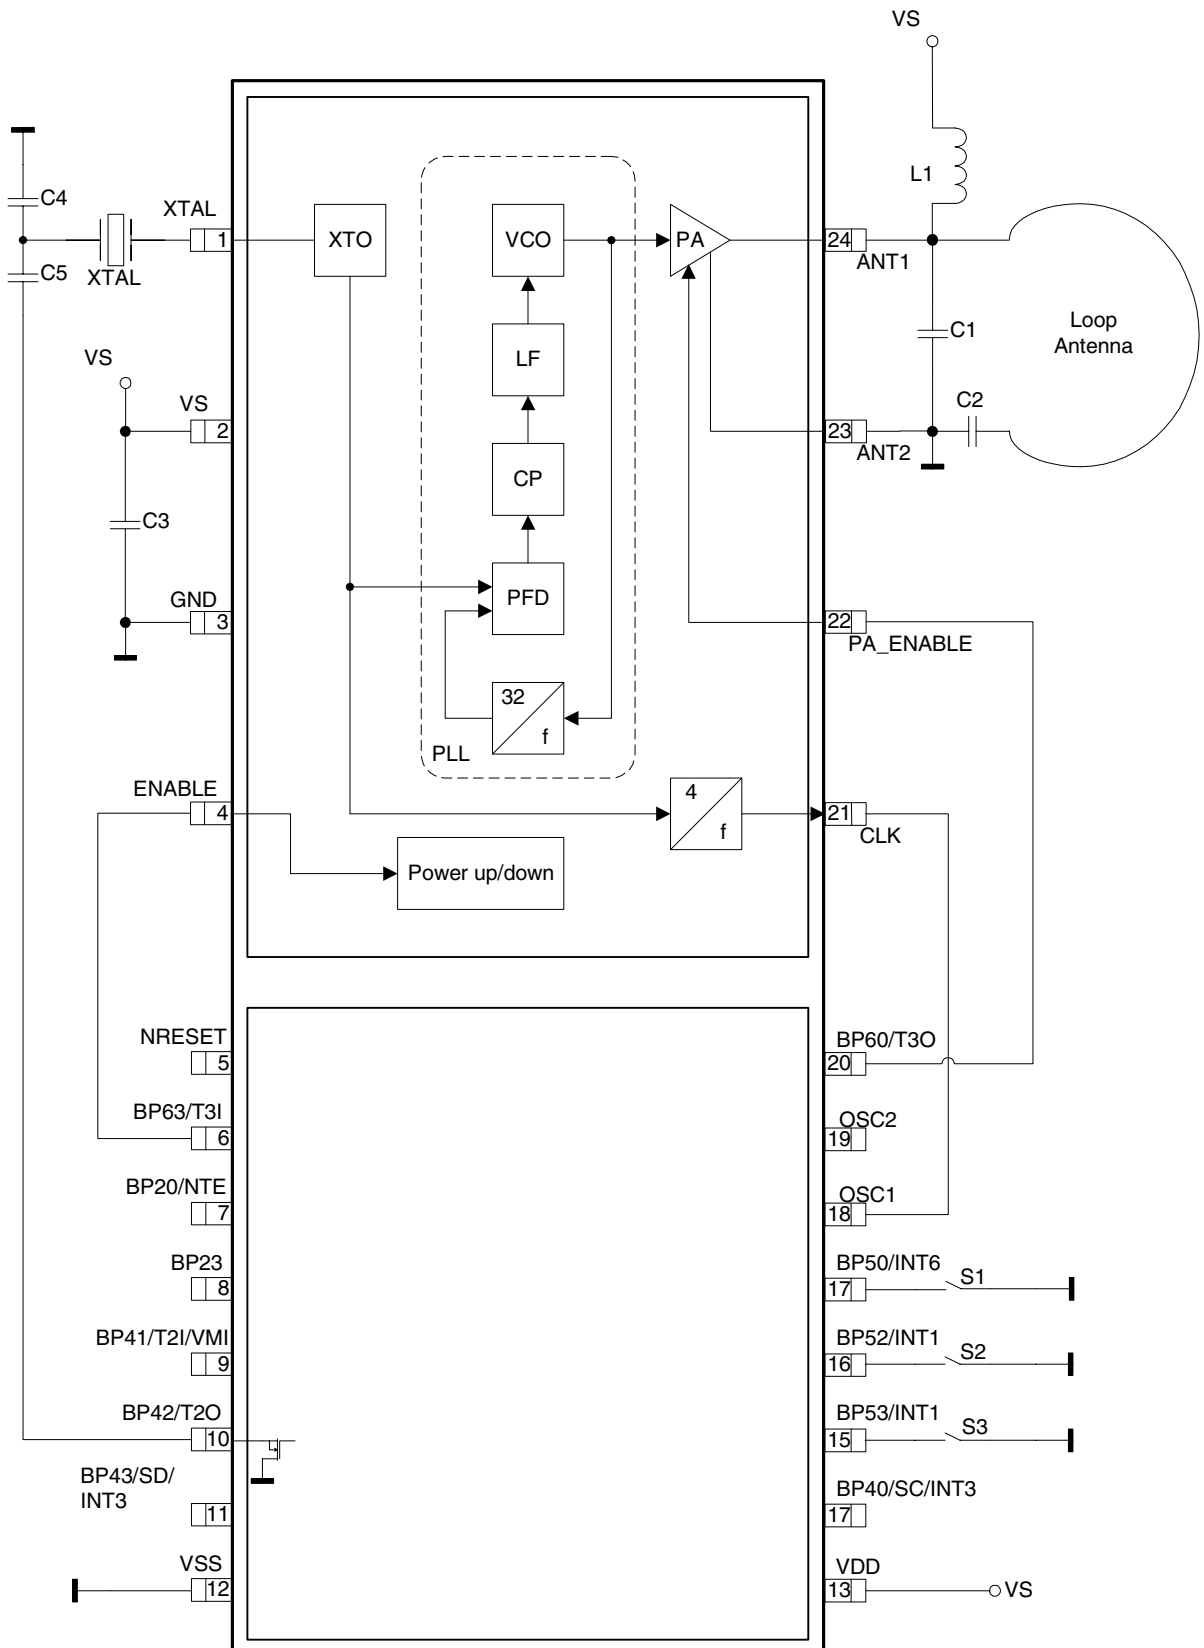 VS
L1
C4
XTAL
1
XTO
VCO
PA
24
ANT1
C5
XTAL
C1
Loop
Antenna
VS
LF
VS
2
C2
23
ANT2
CP
C3
GND
3
PFD
22
PA_ENABLE
32
f
PLL
ENABLE
4
4
f
21
CLK
Power up/down
NRESET
5
BP60/T3O
20
BP63/T3I
6
OSC2
19
BP20/NTE
7
OSC1
18
BP23
8
BP50/INT6
17
S1
BP41/T2I/VMI
9
BP52/INT1
16
S2
BP42/T2O
10
BP53/INT1
15
S3
BP43/SD/
INT3
11
BP40/SC/INT3
17
VSS
12
VDD
13
VS